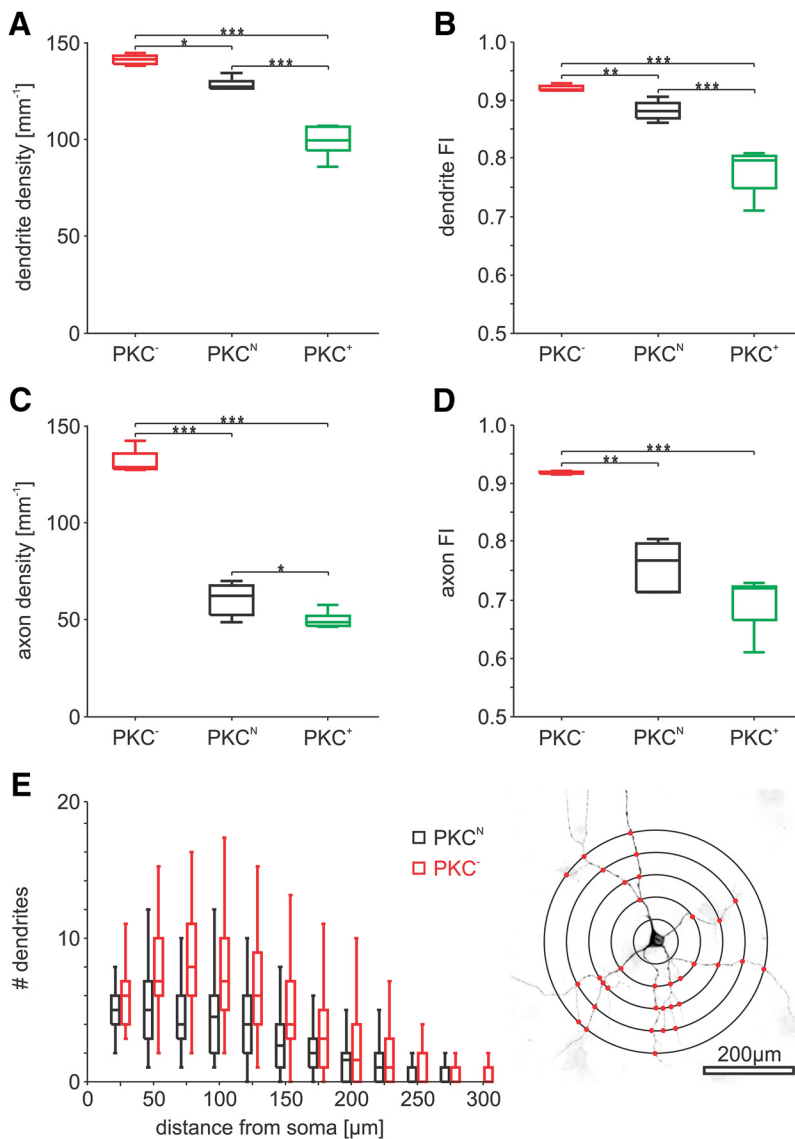 A
dendrite density [mm⁻¹]
150
100
50
0
***
*
***
PKC⁻
PKCᴺ
PKC⁺
B
dendrite FI
1.0
0.9
0.8
0.7
0.6
0.5
***
**
***
PKC⁻
PKCᴺ
PKC⁺
C
axon density [mm⁻¹]
150
100
50
0
***
***
*
PKC⁻
PKCᴺ
PKC⁺
D
axon FI
1.0
0.9
0.8
0.7
0.6
0.5
***
**
PKC⁻
PKCᴺ
PKC⁺
E
# dendrites
20
10
0
PKCᴺ
PKC⁻
0
50
100
150
200
250
300
distance from soma [µm]
200µm